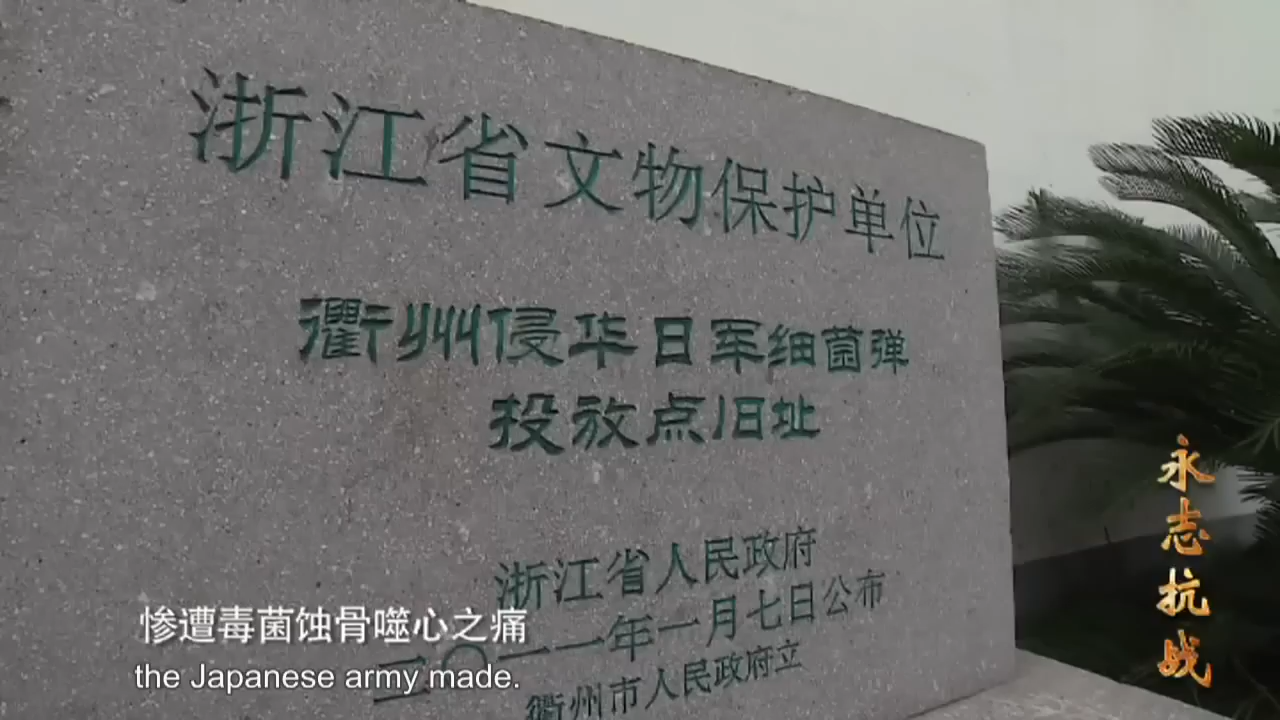 浙江省文物保护单位
衢州侵华日军细菌弹
投放点旧址
浙江省人民政府
二〇一一年一月七日公布
衢州市人民政府立
惨遭毒菌蚀骨噬心之痛
the Japanese army made.
永志抗战